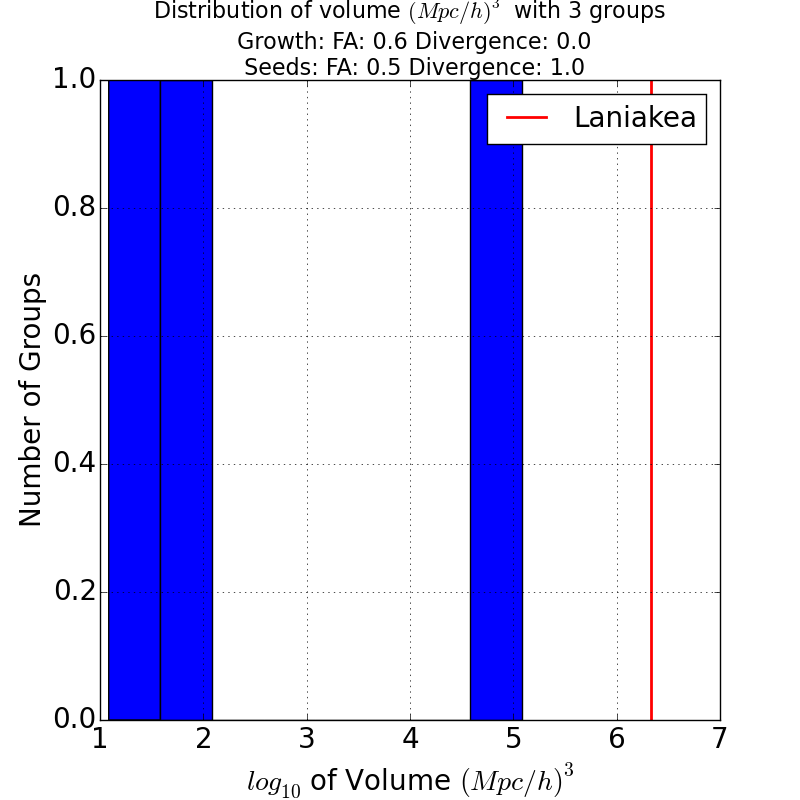 Distribution of volume (Mpc/h)³ with 3 groups
Growth: FA: 0.6 Divergence: 0.0
Seeds: FA: 0.5 Divergence: 1.0
Laniakea
Number of Groups
1.0
0.8
0.6
0.4
0.2
0.0
1 2 3 4 5 6 7
log₁₀ of Volume (Mpc/h)³